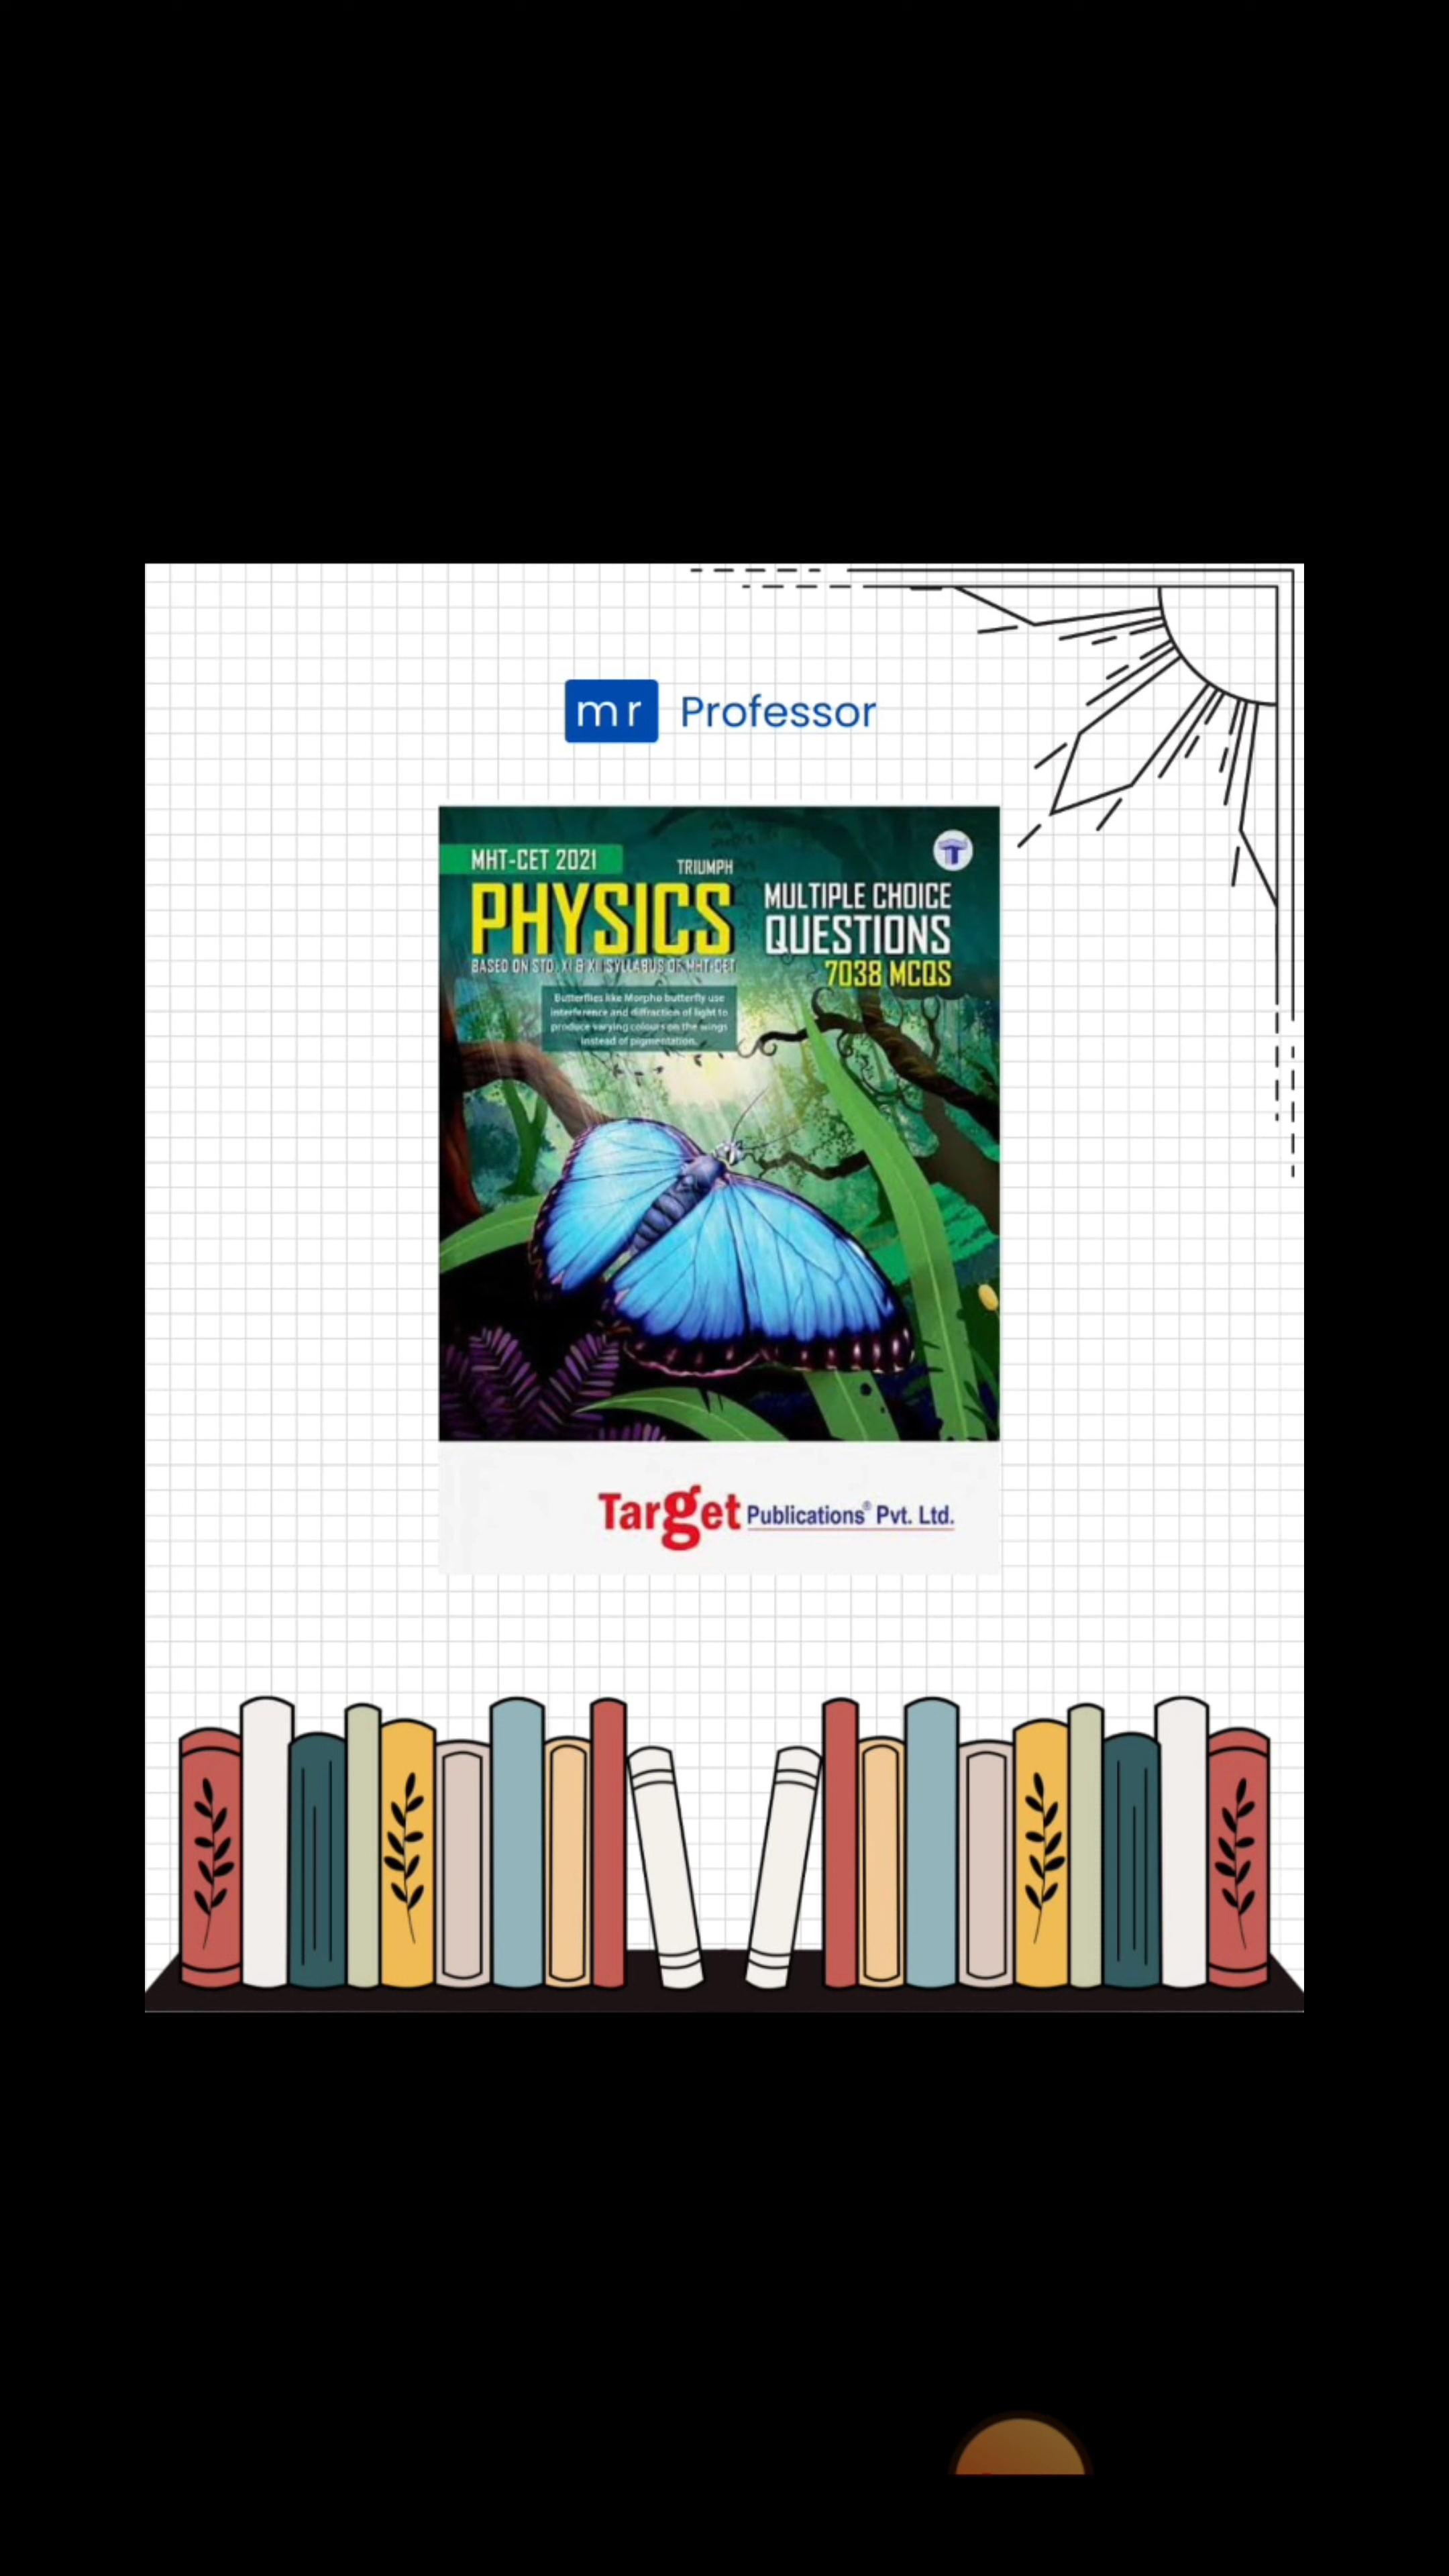 mr Professor
MHT-CET 2021
TRIUMPH
PHYSICS
BASED ON STD. XI & XII SYLLABUS OF MHT-CET
MULTIPLE CHOICE
QUESTIONS
7038 MCQS
Butterflies like Morpho butterfly use
interference and diffraction of light to
produce varying colours on the wings
instead of pigmentation.
Target Publications® Pvt. Ltd.